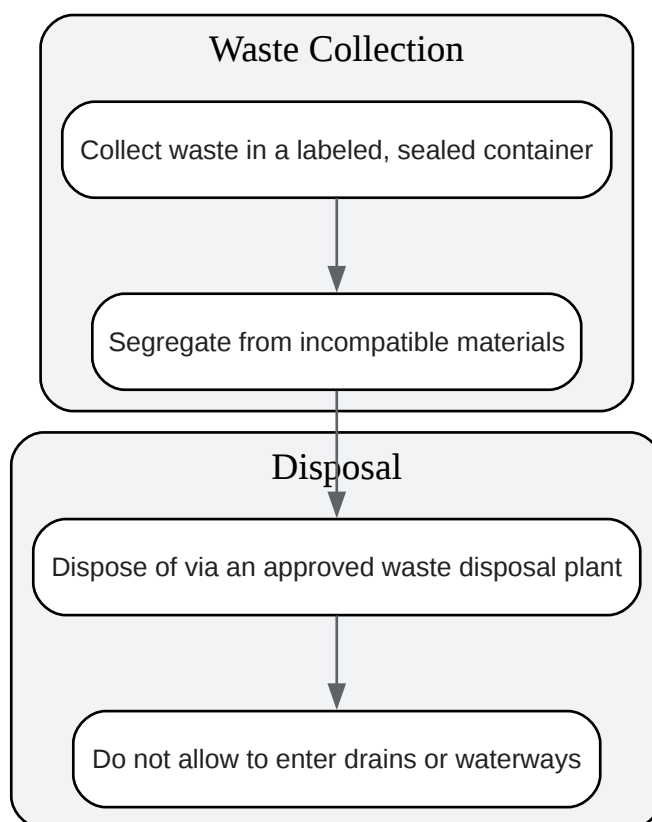 Waste Collection
Collect waste in a labeled, sealed container
Segregate from incompatible materials
Disposal
Dispose of via an approved waste disposal plant
Do not allow to enter drains or waterways